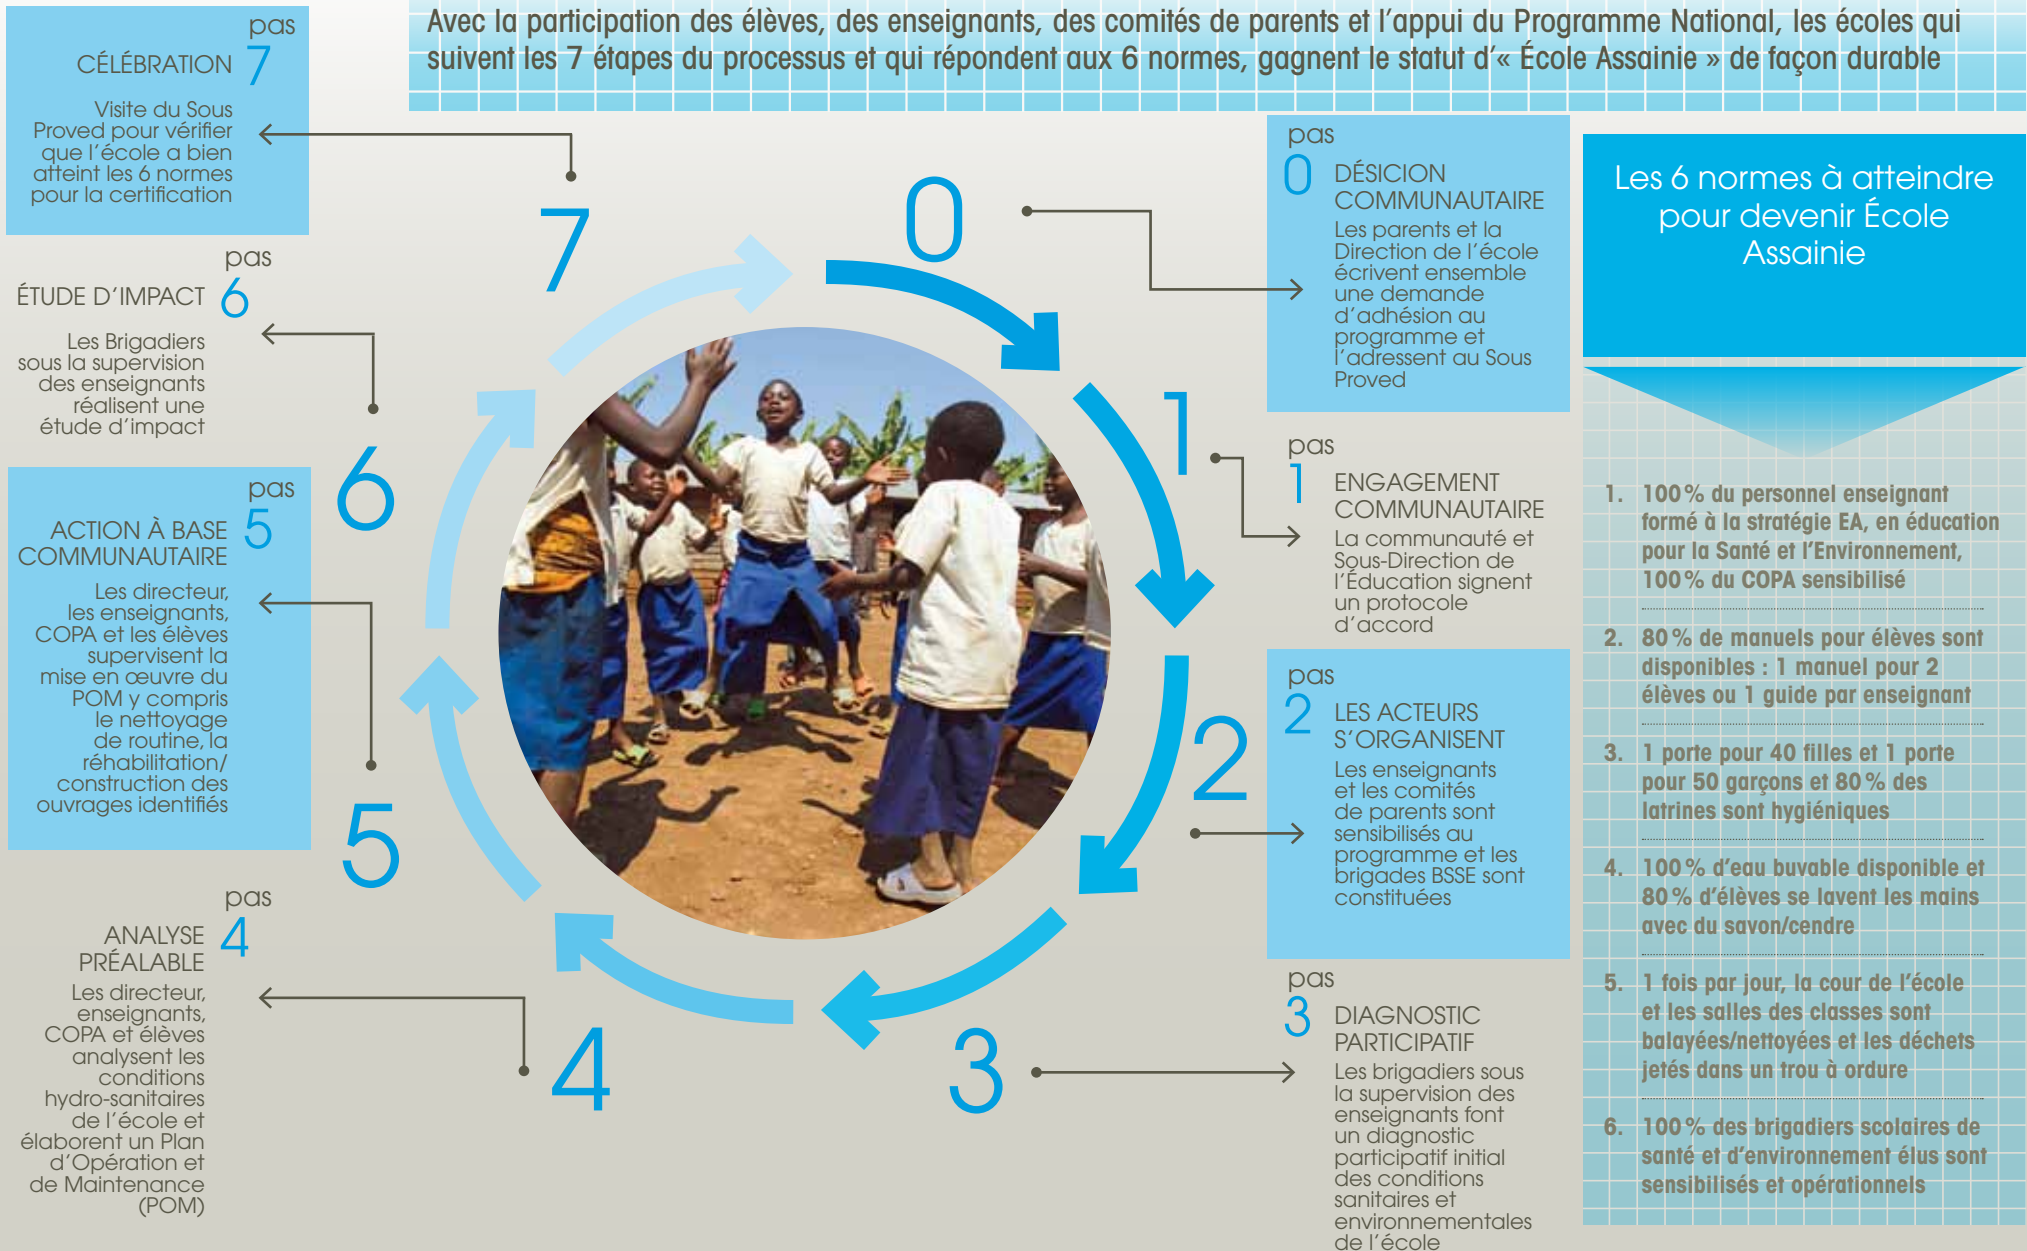 Avec la participation des élèves, des enseignants, des comités de parents et l'appui du Programme National, les écoles qui
suivent les 7 étapes du processus et qui répondent aux 6 normes, gagnent le statut d'« École Assainie » de façon durable
pas
7
CÉLÉBRATION
Visite du Sous
Proved pour vérifier
que l'école a bien
atteint les 6 normes
pour la certification
pas
6
ÉTUDE D'IMPACT
Les Brigadiers
sous la supervision
des enseignants
réalisent une
étude d'impact
pas
5
ACTION À BASE
COMMUNAUTAIRE
Les directeur,
les enseignants,
COPA et les élèves
supervisent la
mise en œuvre du
POM y compris
le nettoyage
de routine, la
réhabilitation/
construction des
ouvrages identifiés
pas
4
ANALYSE
PRÉALABLE
Les directeur,
enseignants,
COPA et élèves
analysent les
conditions
hydro-sanitaires
de l'école et
élaborent un Plan
d'Opération et
de Maintenance
(POM)
7
0
1
2
3
4
5
6
pas
0
DÉSICION
COMMUNAUTAIRE
Les parents et la
Direction de l'école
écrivent ensemble
une demande
d'adhésion au
programme et
l'adressent au Sous
Proved
pas
1
ENGAGEMENT
COMMUNAUTAIRE
La communauté et
Sous-Direction de
l'Éducation signent
un protocole
d'accord
pas
2
LES ACTEURS
S'ORGANISENT
Les enseignants
et les comités
de parents sont
sensibilisés au
programme et les
brigades BSSE sont
constituées
pas
3
DIAGNOSTIC
PARTICIPATIF
Les brigadiers sous
la supervision des
enseignants font
un diagnostic
participatif initial
des conditions
sanitaires et
environnementales
de l'école
Les 6 normes à atteindre
pour devenir École
Assainie
1. 100 % du personnel enseignant
formé à la stratégie EA, en éducation
pour la Santé et l'Environnement,
100 % du COPA sensibilisé
2. 80 % de manuels pour élèves sont
disponibles : 1 manuel pour 2
élèves ou 1 guide par enseignant
3. 1 porte pour 40 filles et 1 porte
pour 50 garçons et 80 % des
latrines sont hygiéniques
4. 100 % d'eau buvable disponible et
80 % d'élèves se lavent les mains
avec du savon/cendre
5. 1 fois par jour, la cour de l'école
et les salles des classes sont
balayées/nettoyées et les déchets
jetés dans un trou à ordure
6. 100 % des brigadiers scolaires de
santé et d'environnement élus sont
sensibilisés et opérationnels